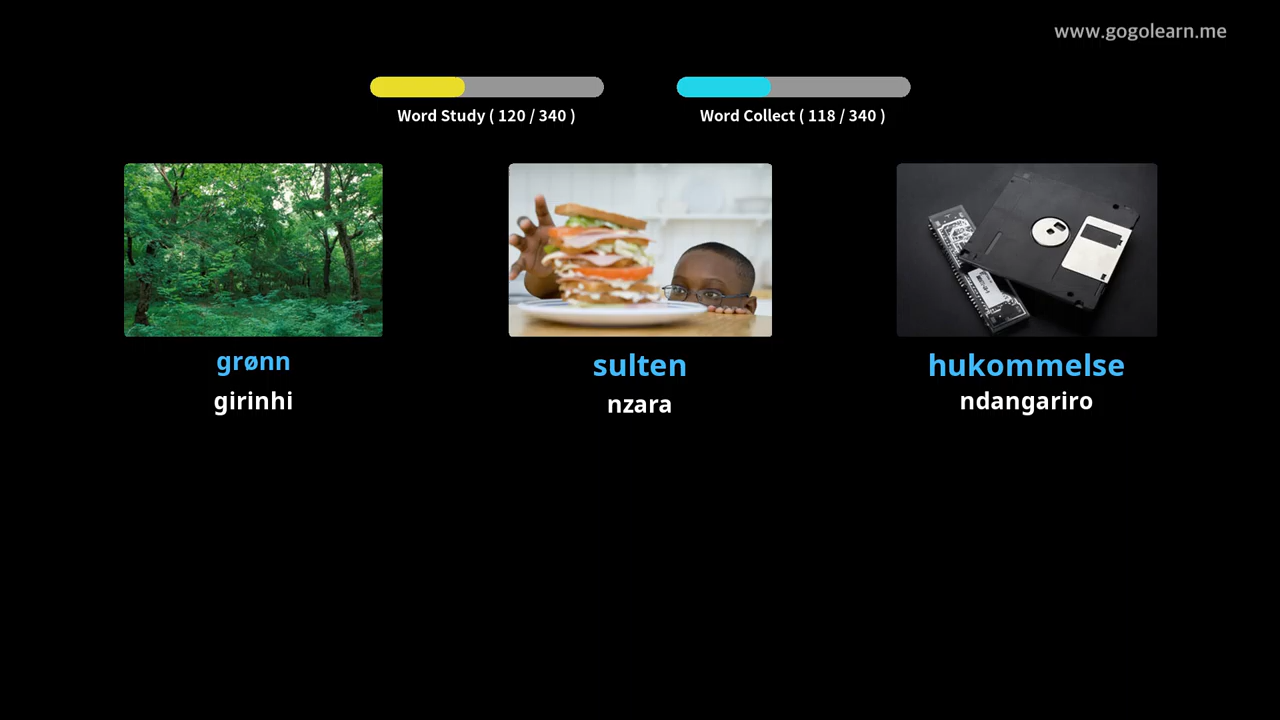 www.gogolearn.me
Word Study ( 120 / 340 )
Word Collect ( 118 / 340 )
grønn
sulten
hukommelse
girinhi
nzara
ndangariro